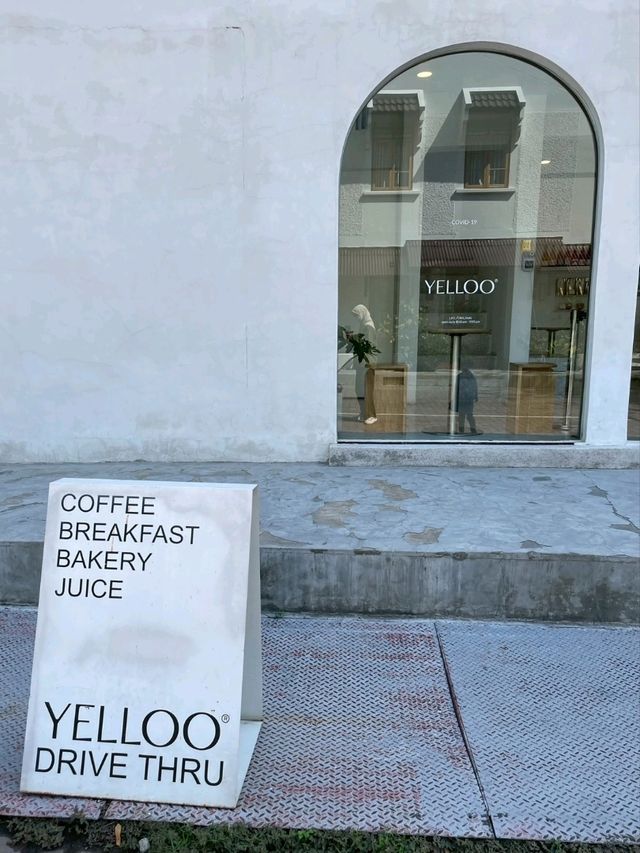 COVID-19
YELLOO®
COFFEE
BREAKFAST
BAKERY
JUICE
YELLOO®
DRIVE THRU